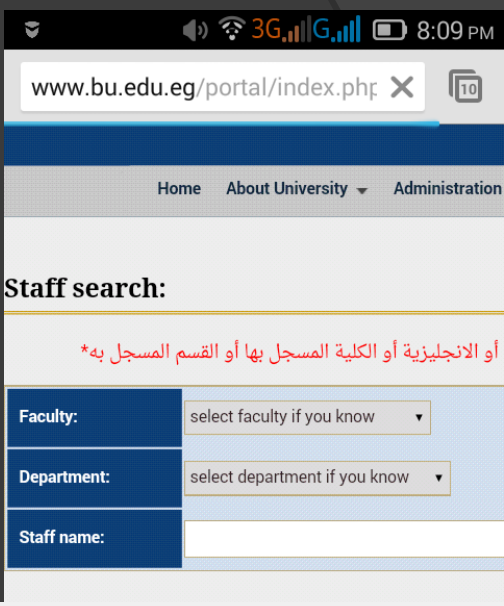 3G G 8:09 PM
www.bu.edu.eg/portal/index.php 10
Home About University Administration
Staff search:
أو الانجليزية أو الكلية المسجل بها أو القسم المسجل به*
Faculty: select faculty if you know
Department: select department if you know
Staff name: